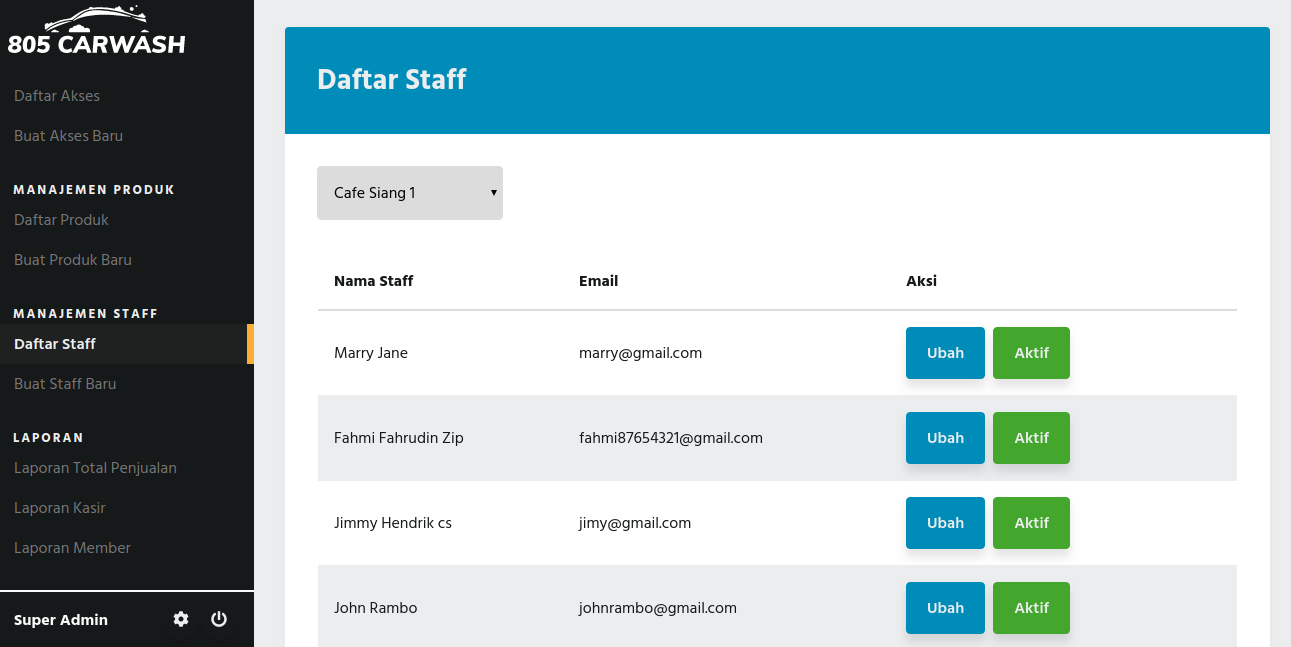 805 CARWASH
Daftar Akses
Buat Akses Baru
MANAJEMEN PRODUK
Daftar Produk
Buat Produk Baru
MANAJEMEN STAFF
Daftar Staff
Buat Staff Baru
LAPORAN
Laporan Total Penjualan
Laporan Kasir
Laporan Member
Super Admin
Daftar Staff
Cafe Siang 1
Nama Staff Email Aksi
Marry Jane marry@gmail.com Ubah Aktif
Fahmi Fahrudin Zip fahmi87654321@gmail.com Ubah Aktif
Jimmy Hendrik cs jimy@gmail.com Ubah Aktif
John Rambo johnrambo@gmail.com Ubah Aktif